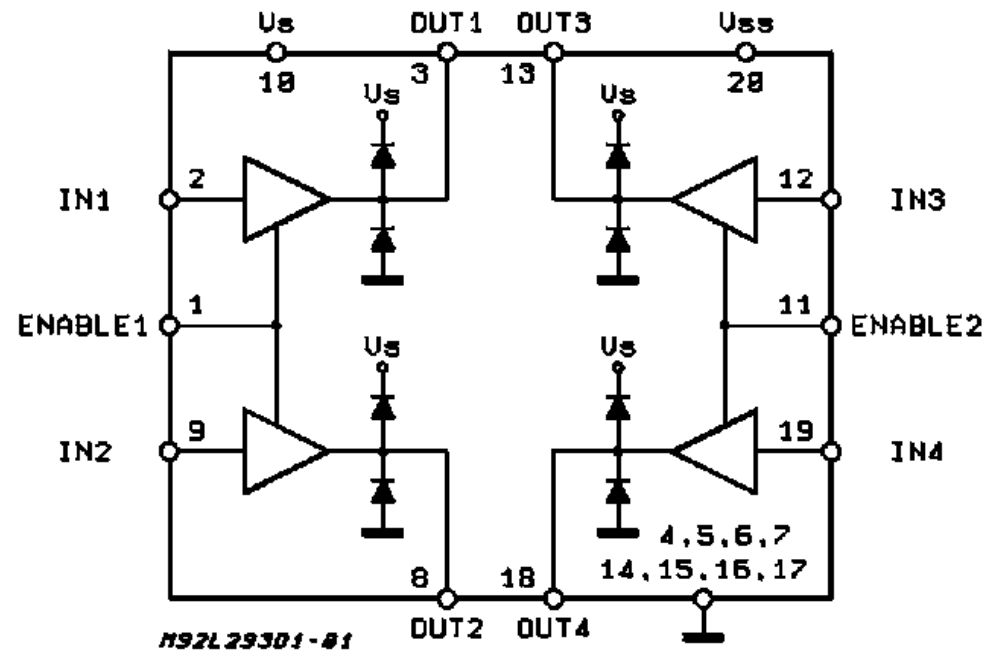 Vs OUT1 OUT3 Vss
10 3 13 20
Vs Vs
IN1 2 12 IN3
ENABLE1 1 11 ENABLE2
Vs Vs
IN2 9 19 IN4
4,5,6,7
8 18 14,15,16,17
OUT2 OUT4
M92L293D1-01